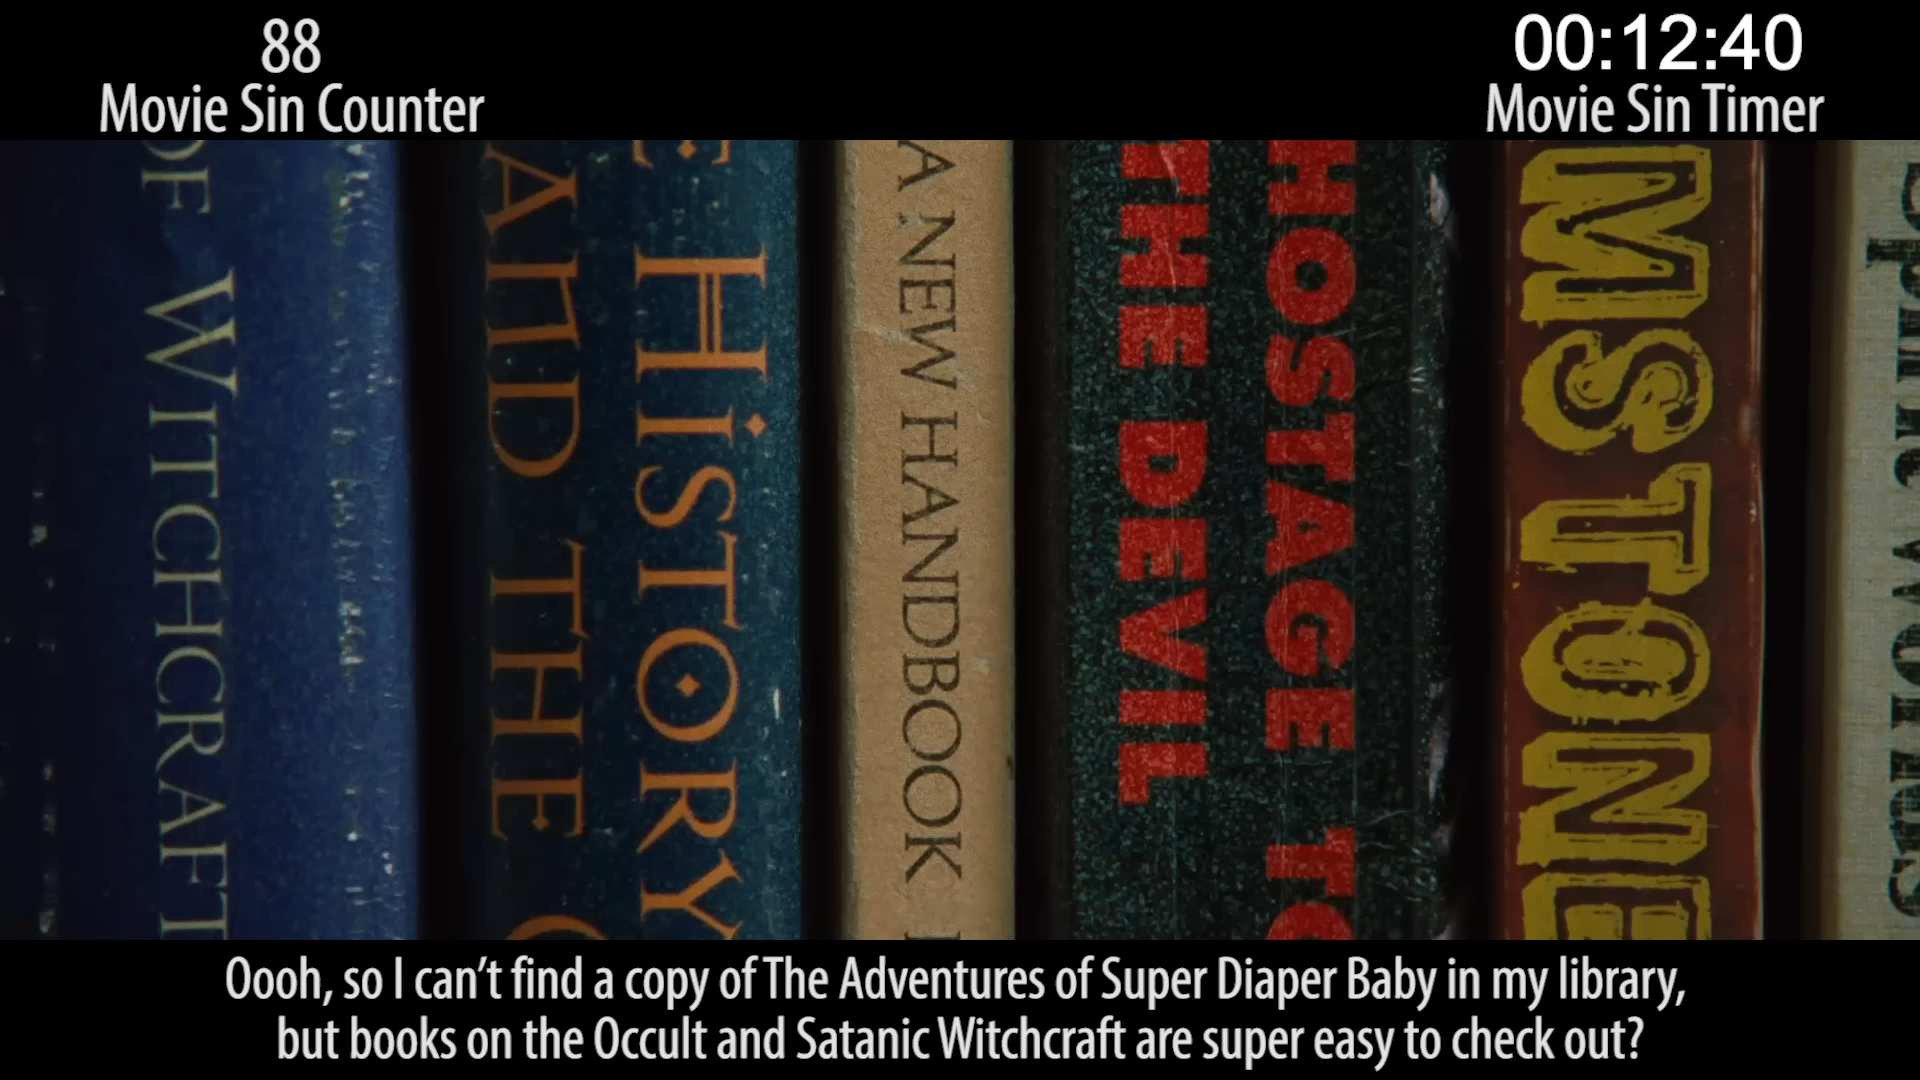 88
Movie Sin Counter
00:12:40
Movie Sin Timer
OF WITCHCRAFT
HISTORY
AND THE
A NEW HANDBOOK
HOSTAGE TO
THE DEVIL
MSTONE
Oooh, so I can't find a copy of The Adventures of Super Diaper Baby in my library,
but books on the Occult and Satanic Witchcraft are super easy to check out?